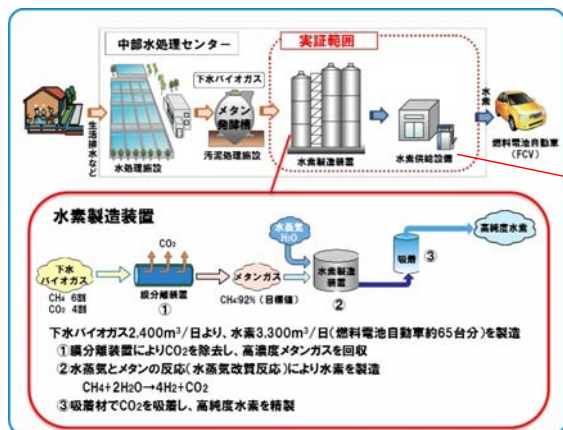 中部水処理センター
実証範囲
下水バイオガス
メタン
発酵槽
水素
生活排水など
水処理施設
汚泥処理施設
水素製造装置
水素供給設備
燃料電池自動車
(FCV)
水素製造装置
CO₂
水蒸気
H₂O
高純度水素
下水
バイオガス
メタンガス
水素製造
装置
吸着
③
CH₄ 6割
CO₂ 4割
膜分離装置
①
CH₄92%(目標値)
②
下水バイオガス2,400m³/日より、水素3,300m³/日(燃料電池自動車約65台分)を製造
①膜分離装置によりCO₂を除去し、高濃度メタンガスを回収
②水蒸気とメタンの反応(水蒸気改質反応)により水素を製造
CH₄+2H₂O→4H₂+CO₂
③吸着材でCO₂を吸着し、高純度水素を精製